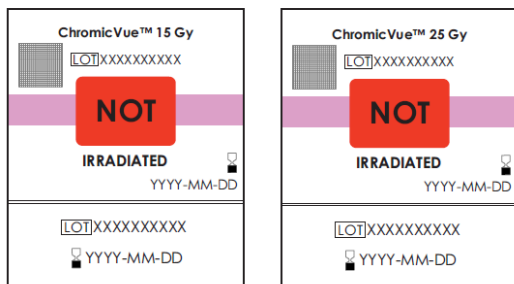 ChromicVue™ 15 Gy
LOT XXXXXXXXXX
NOT
IRRADIATED
YYYY-MM-DD
LOT XXXXXXXXXX
YYYY-MM-DD
ChromicVue™ 25 Gy
LOT XXXXXXXXXX
NOT
IRRADIATED
YYYY-MM-DD
LOT XXXXXXXXXX
YYYY-MM-DD